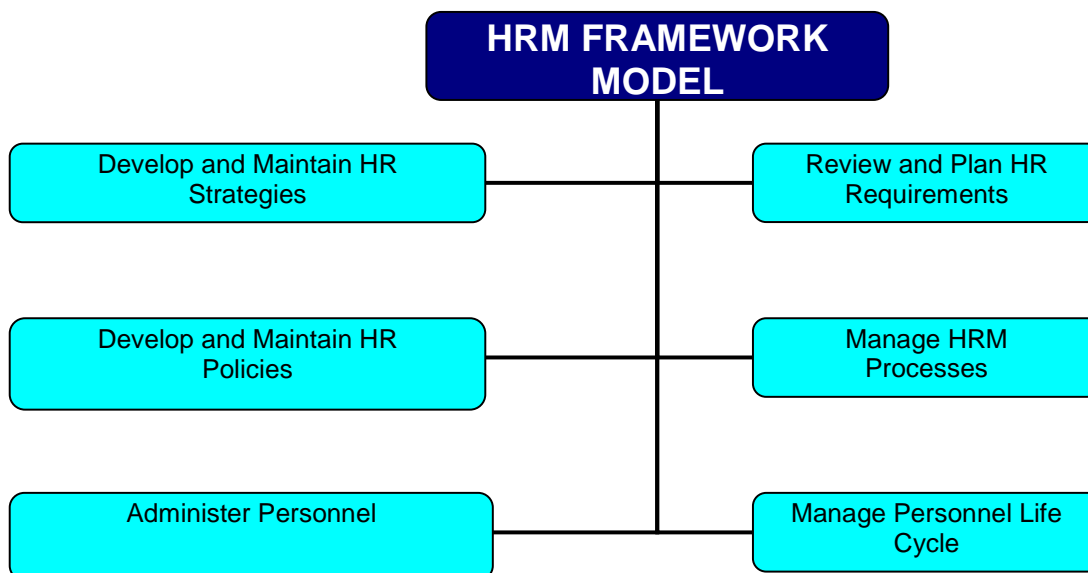 HRM FRAMEWORK
MODEL
Develop and Maintain HR
Strategies
Review and Plan HR
Requirements
Develop and Maintain HR
Policies
Manage HRM
Processes
Administer Personnel
Manage Personnel Life
Cycle